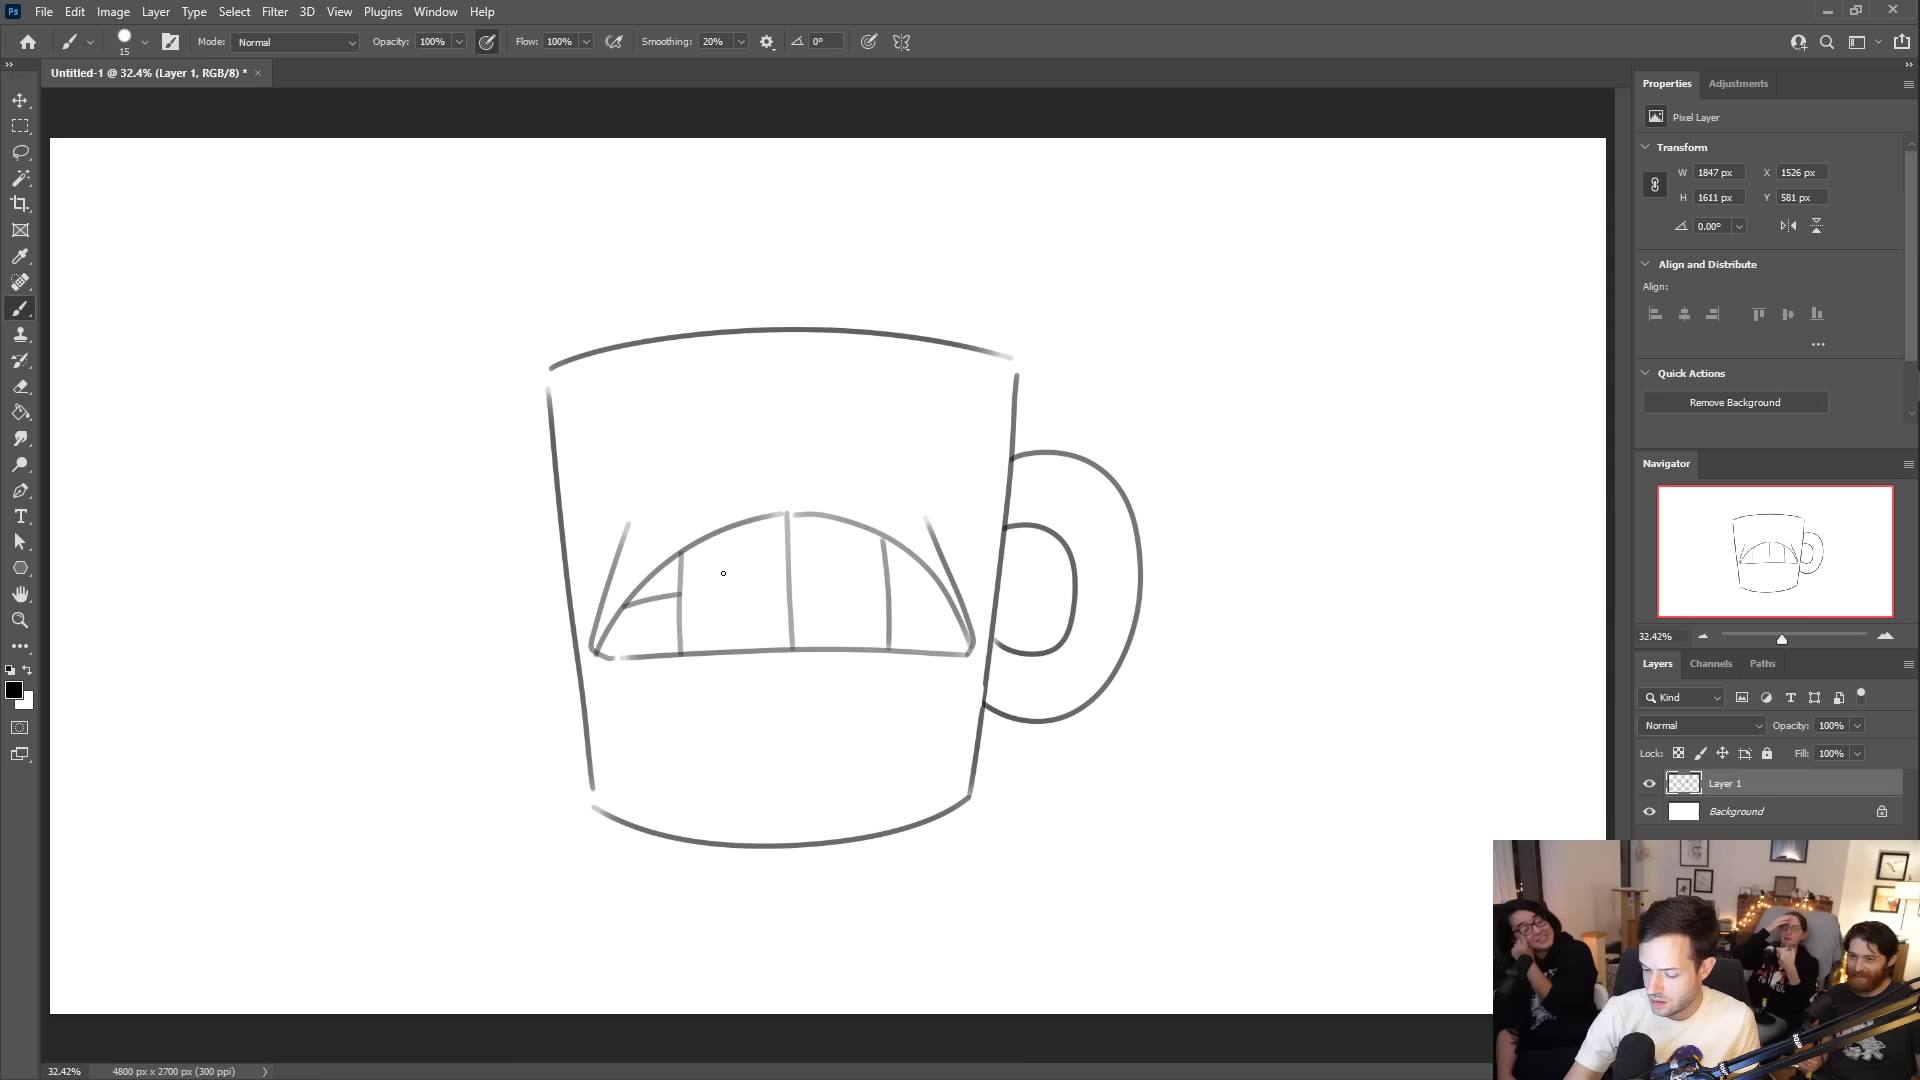 Ps File Edit Image Layer Type Select Filter 3D View Plugins Window Help
15 Mode: Normal Opacity: 100% Flow: 100% Smoothing: 20% 0°
Untitled-1 @ 32.4% (Layer 1, RGB/8) *
Properties Adjustments
Pixel Layer
Transform
W 1847 px X 1526 px
H 1611 px Y 581 px
0.00°
Align and Distribute
Align:
Quick Actions
Remove Background
Navigator
32.42%
Layers Channels Paths
Kind
Normal Opacity: 100%
Lock: Fill: 100%
Layer 1
Background
32.42% 4800 px x 2700 px (300 ppi)